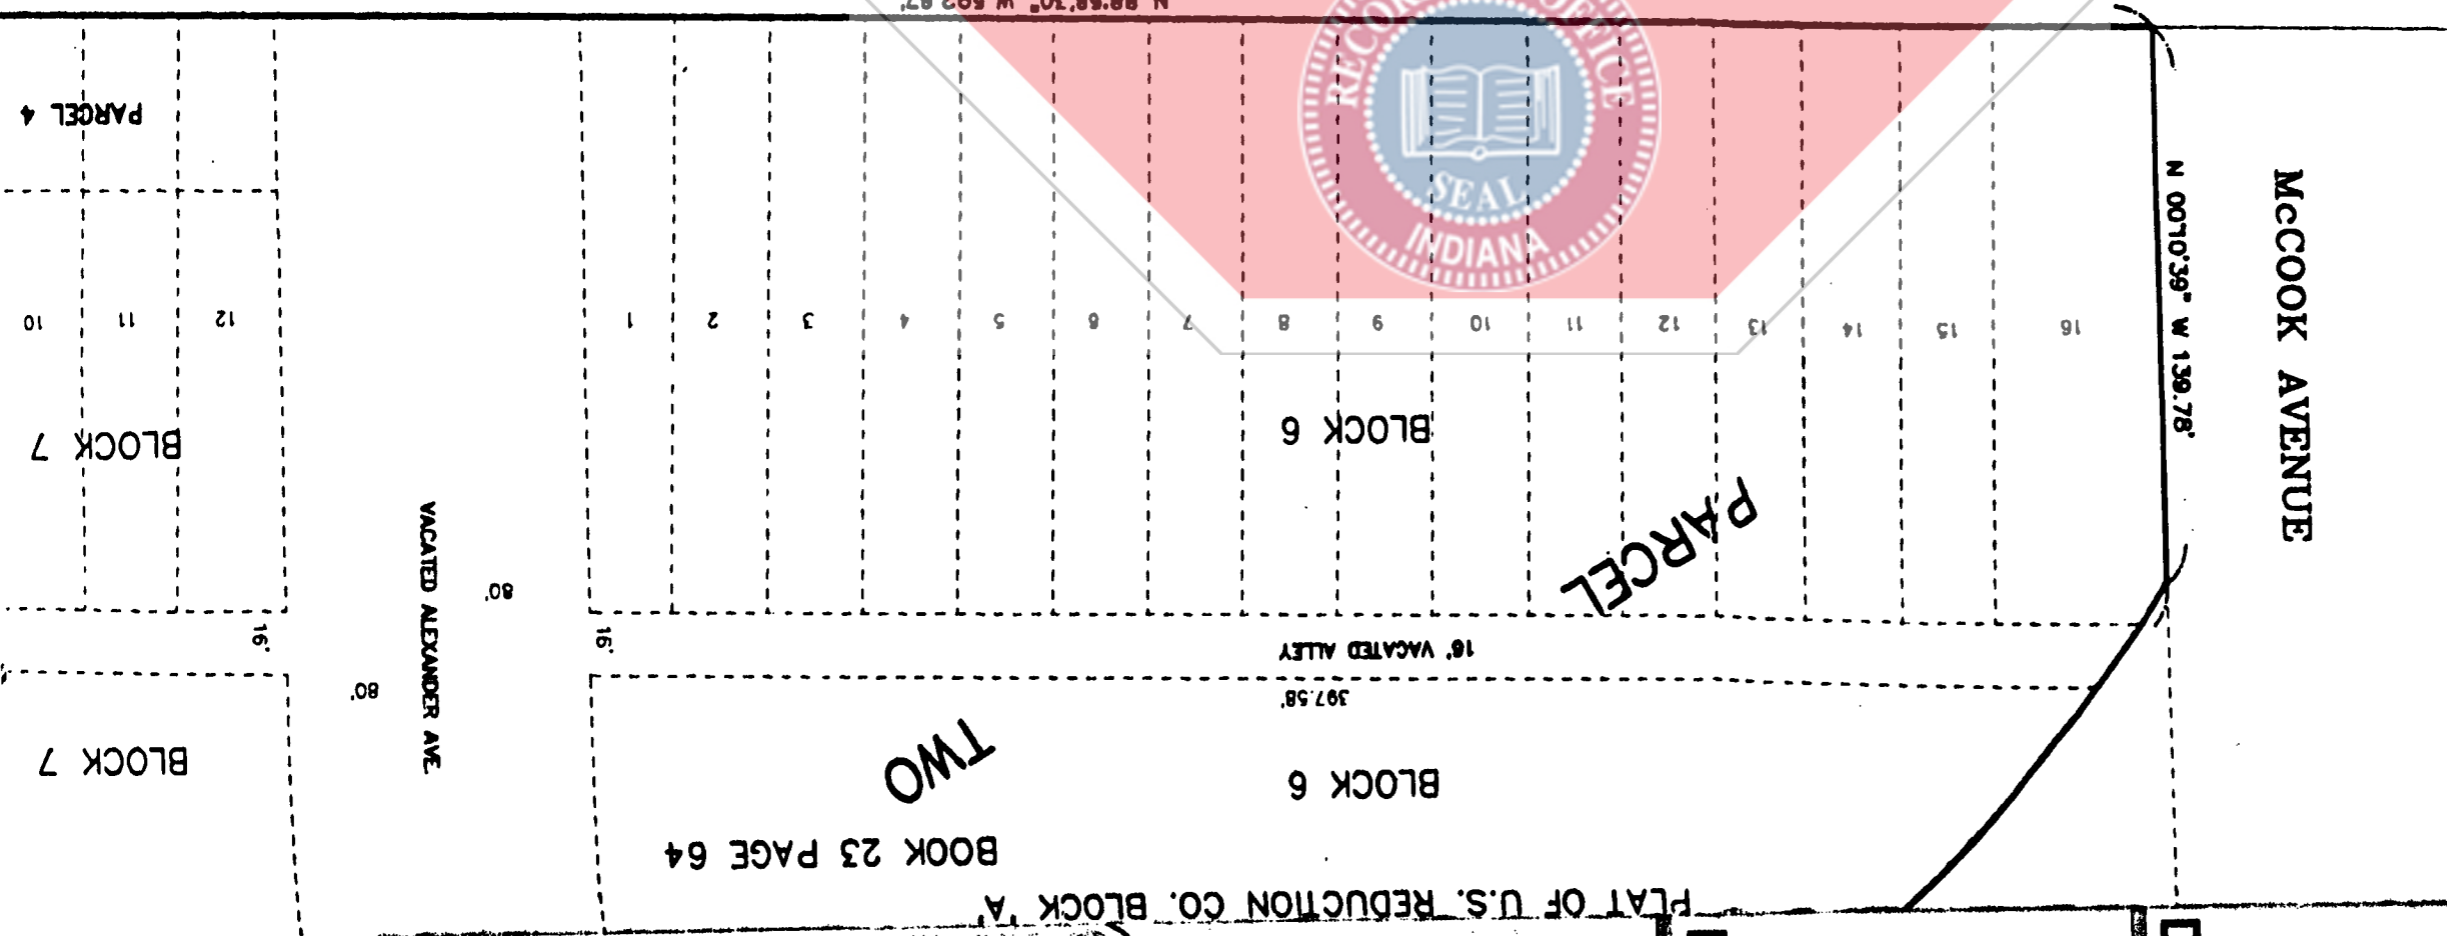 PLAT OF U.S. REDUCTION CO. BLOCK 'A'
BOOK 23 PAGE 64
BLOCK 6
BLOCK 7
TWO
397.58'
80'
16' VACATED ALLEY
16'
16'
PARCEL
80'
VACATED ALEXANDER AVE.
BLOCK 6
BLOCK 7
16 15 14 13 12 11 10 9 8 7 6 5 4 3 2 1
12 11 10
McCOOK AVENUE
N 00°10'39" W 139.78'
PARCEL 4
SEAL
INDIANA